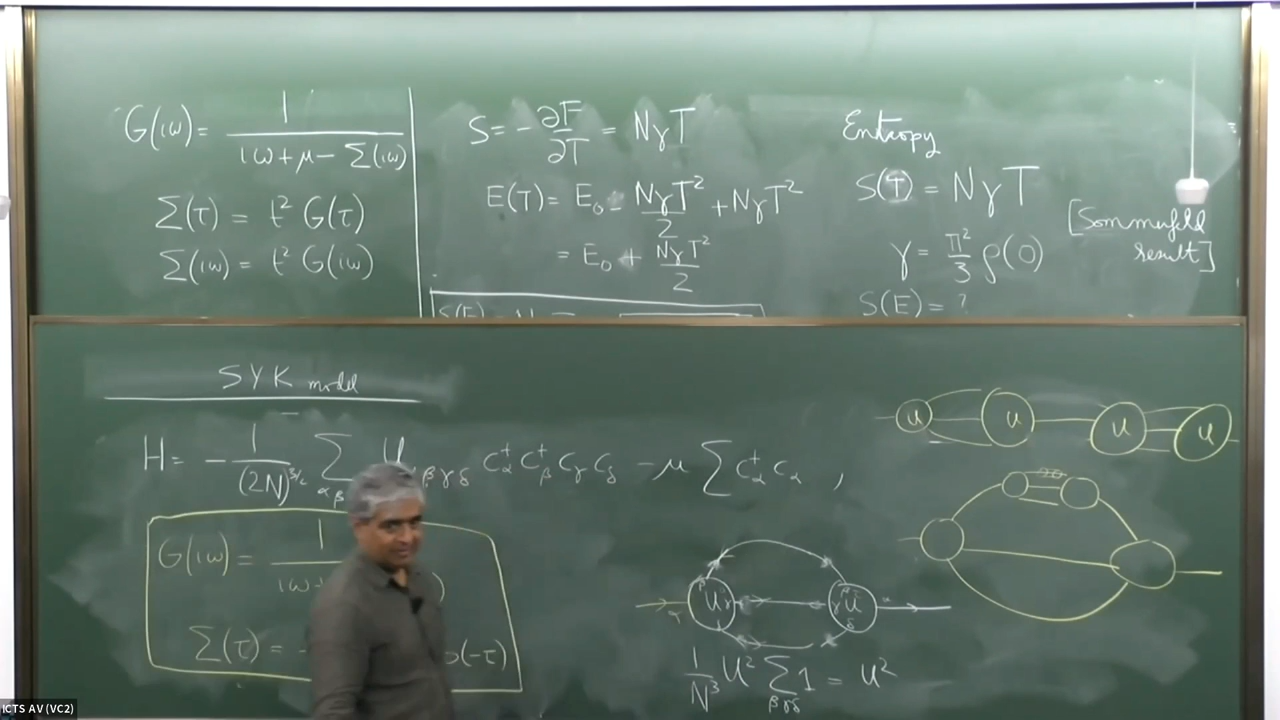 G(iω) = 1 / (iω + μ − Σ(iω))
Σ(τ) = t² G(τ)
Σ(iω) = t² G(iω)
S = −∂F/∂T = NγT
E(T) = E₀ − NγT²/2 + NγT²
= E₀ + NγT²/2
S(E)
Entropy
S(T) = NγT
[Sommerfeld
result]
γ = π²/3 ρ(0)
S(E) = ?
SYK model
H = − 1/(2N)^{3/2} Σ_{αβ} U_{βγδ} c†_α c†_β c_γ c_δ − μ Σ c†_α c_α ,
G(iω) = 1 / iω+
Σ(τ) = − (−τ)
u u u u
U U
1/N³ U² Σ_{βγδ} 1 = U²
ICTS AV (VC2)